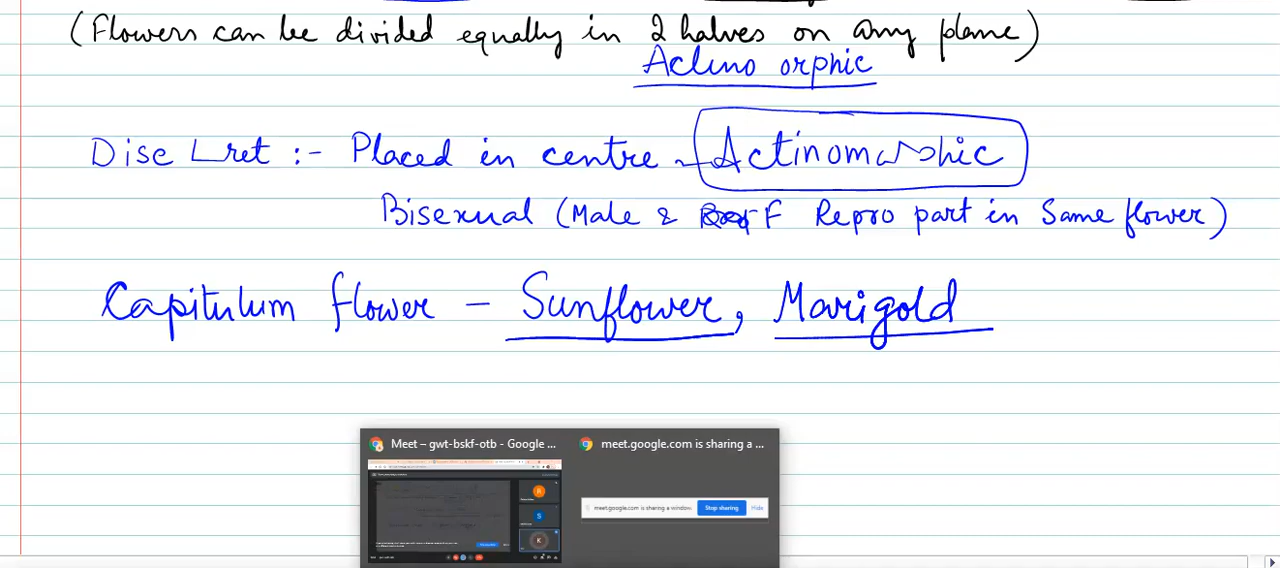 (Flowers can be divided equally in 2 halves on any plane)
Actino orphic
Disc ret :- Placed in centre - Actinomorphic
Bisexual (Male & F Repro part in Same flower)
Capitulum flower - Sunflower, Marigold
Meet – gwt-bskf-otb - Google ...
meet.google.com is sharing a ...
meet.google.com is sharing a window.
Stop sharing
Hide
R
S
K